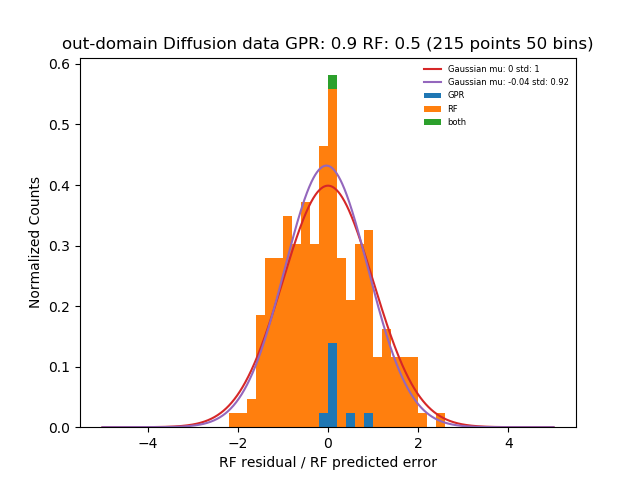 out-domain Diffusion data GPR: 0.9 RF: 0.5 (215 points 50 bins)
Gaussian mu: 0 std: 1
Gaussian mu: -0.04 std: 0.92
GPR
RF
both
Normalized Counts
0.6
0.5
0.4
0.3
0.2
0.1
0.0
−4
−2
0
2
4
RF residual / RF predicted error